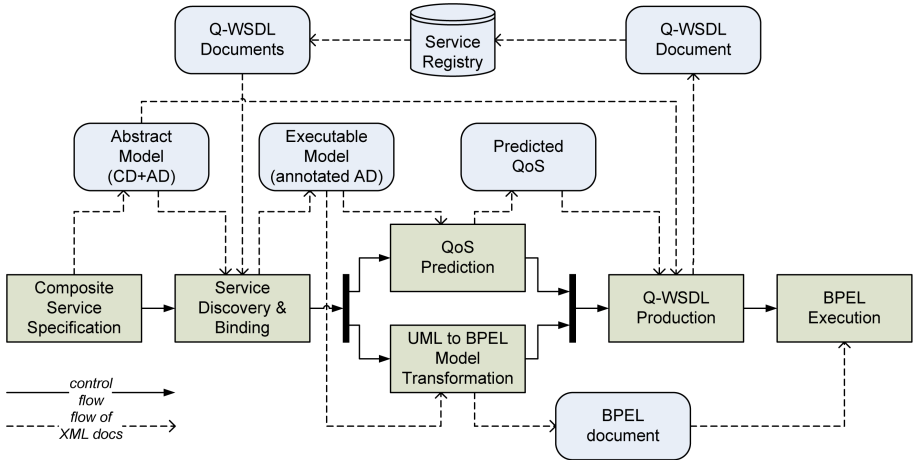 Q-WSDL
Documents
Service
Registry
Q-WSDL
Document
Abstract
Model
(CD+AD)
Executable
Model
(annotated AD)
Predicted
QoS
Composite
Service
Specification
Service
Discovery &
Binding
QoS
Prediction
UML to BPEL
Model
Transformation
Q-WSDL
Production
BPEL
Execution
control
flow
flow of
XML docs
BPEL
document